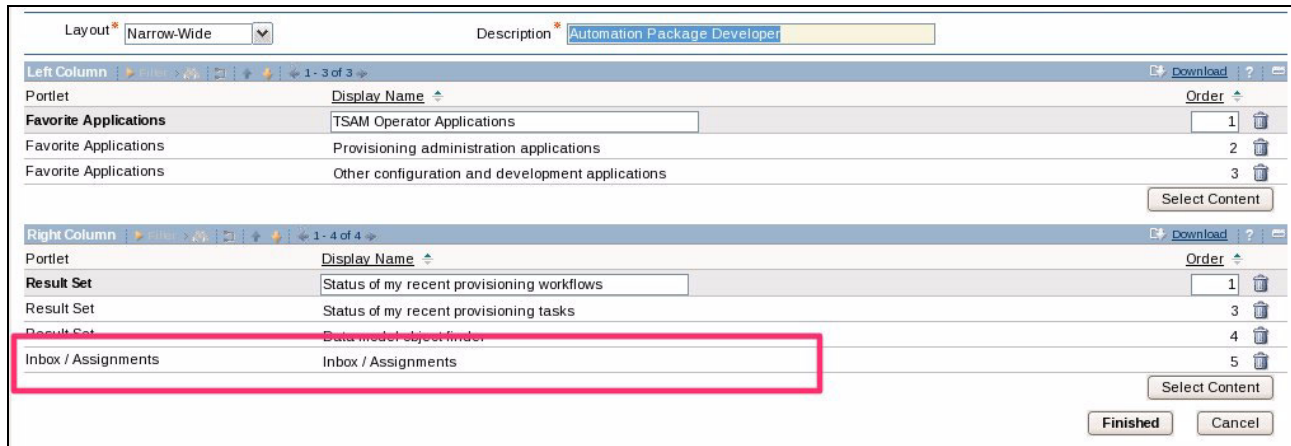 Layout* Narrow-Wide Description* Automation Package Developer
Left Column Filter 1 - 3 of 3 Download ?
Portlet Display Name Order
Favorite Applications TSAM Operator Applications 1
Favorite Applications Provisioning administration applications 2
Favorite Applications Other configuration and development applications 3
Select Content
Right Column Filter 1 - 4 of 4 Download ?
Portlet Display Name Order
Result Set Status of my recent provisioning workflows 1
Result Set Status of my recent provisioning tasks 3
Result Set Data model object finder 4
Inbox / Assignments Inbox / Assignments 5
Select Content
Finished Cancel